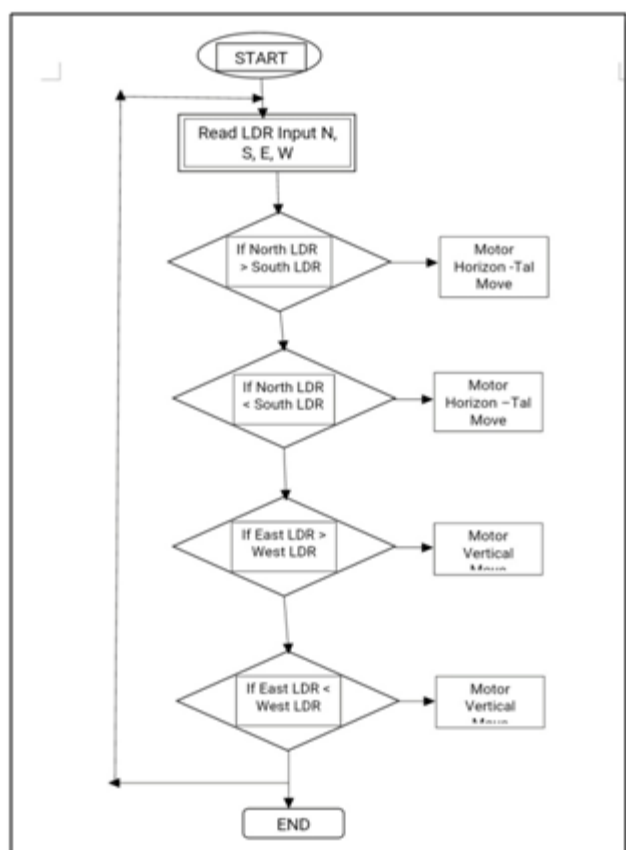 START
Read LDR Input N,
S, E, W
If North LDR
> South LDR
Motor
Horizon -Tal
Move
If North LDR
< South LDR
Motor
Horizon –Tal
Move
If East LDR >
West LDR
Motor
Vertical
If East LDR <
West LDR
Motor
Vertical
END